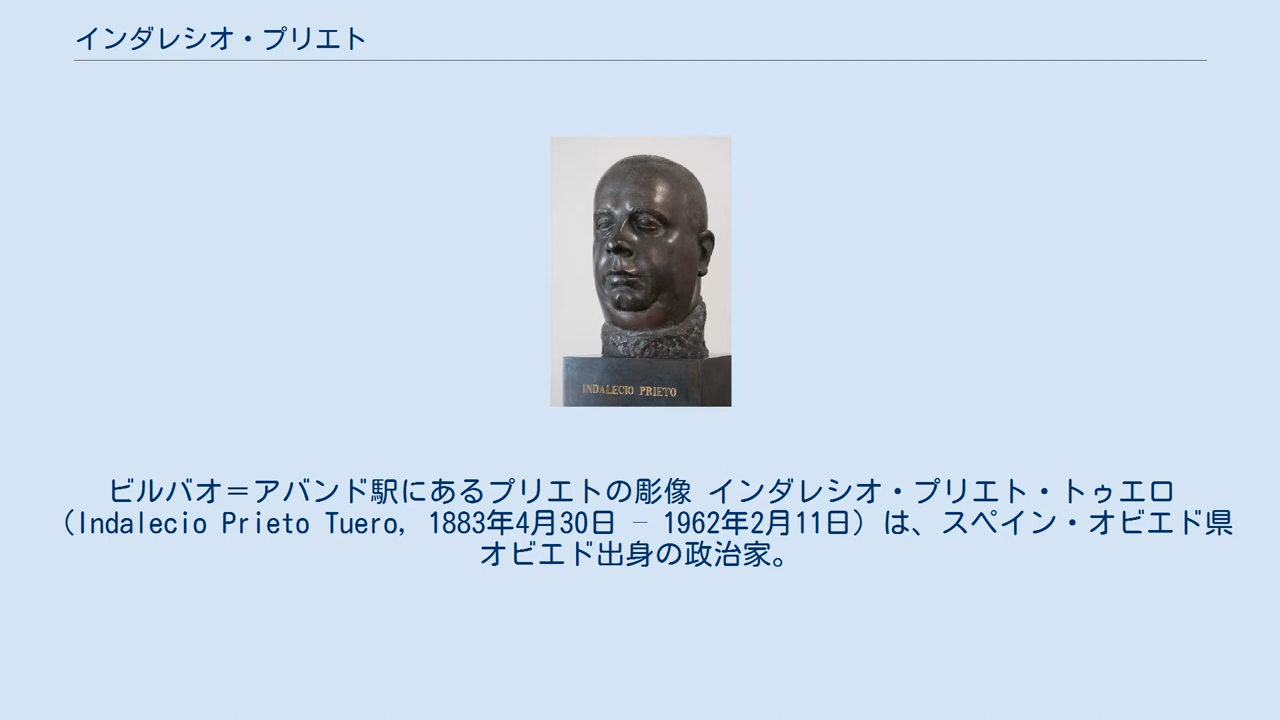 インダレシオ・プリエト
INDALECIO PRIETO
ビルバオ＝アバンド駅にあるプリエトの彫像 インダレシオ・プリエト・トゥエロ
（Indalecio Prieto Tuero, 1883年4月30日 – 1962年2月11日）は、スペイン・オビエド県
オビエド出身の政治家。